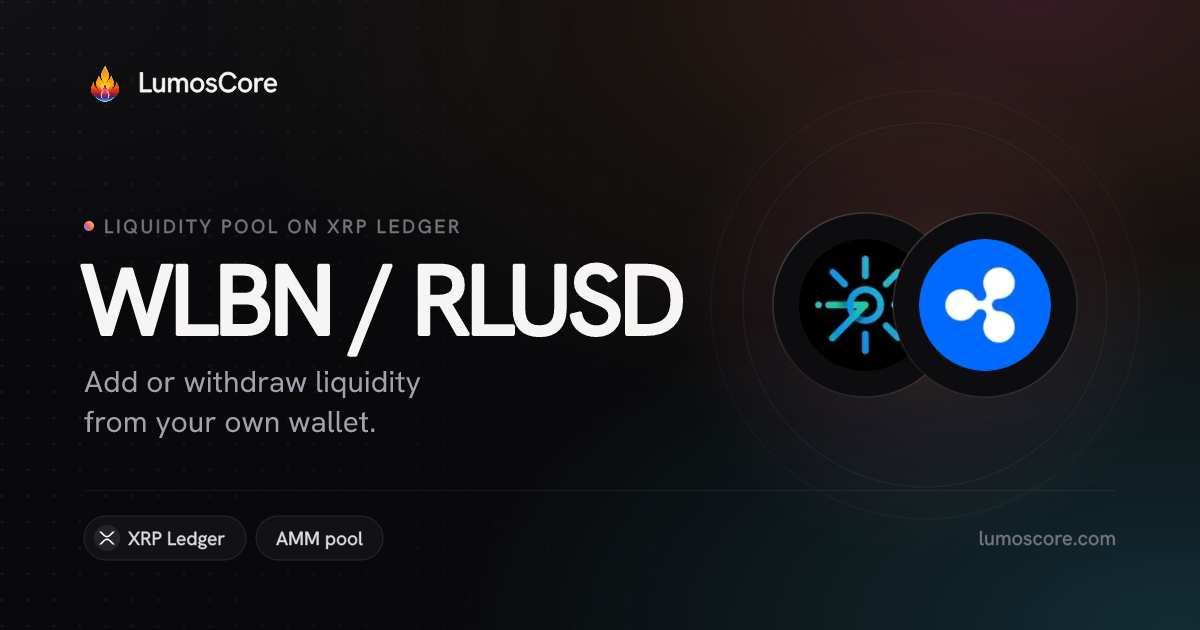 LumosCore
LIQUIDITY POOL ON XRP LEDGER
WLBN / RLUSD
Add or withdraw liquidity
from your own wallet.
XRP Ledger
AMM pool
lumoscore.com